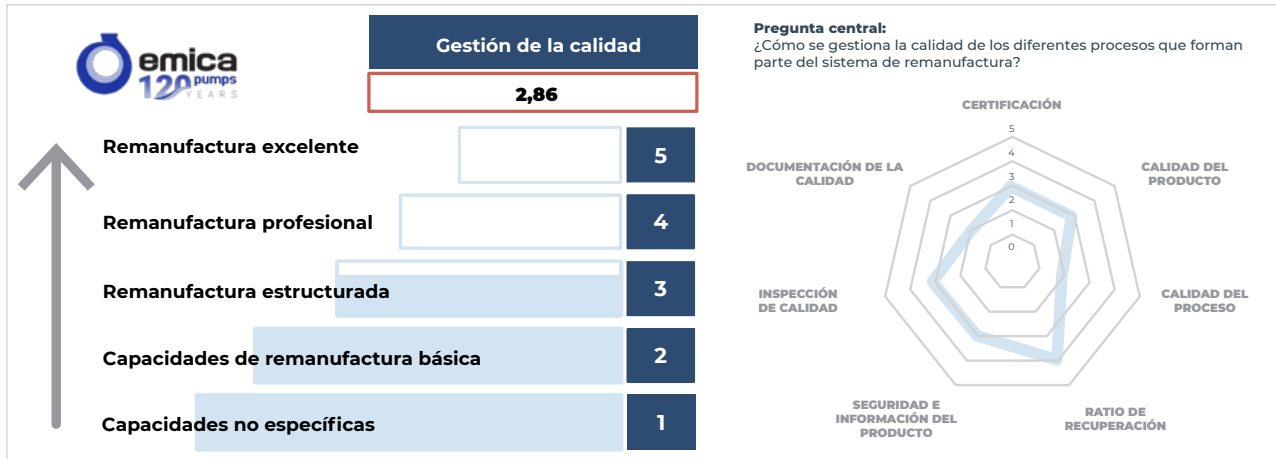 emica
120 pumps
YEARS
Gestión de la calidad
2,86
Remanufactura excelente
5
Remanufactura profesional
4
Remanufactura estructurada
3
Capacidades de remanufactura básica
2
Capacidades no específicas
1
Pregunta central:
¿Cómo se gestiona la calidad de los diferentes procesos que forman
parte del sistema de remanufactura?
CERTIFICACIÓN
5
4
3
2
1
0
DOCUMENTACIÓN DE LA
CALIDAD
CALIDAD DEL
PRODUCTO
INSPECCIÓN
DE CALIDAD
CALIDAD DEL
PROCESO
SEGURIDAD E
INFORMACIÓN DEL
PRODUCTO
RATIO DE
RECUPERACIÓN